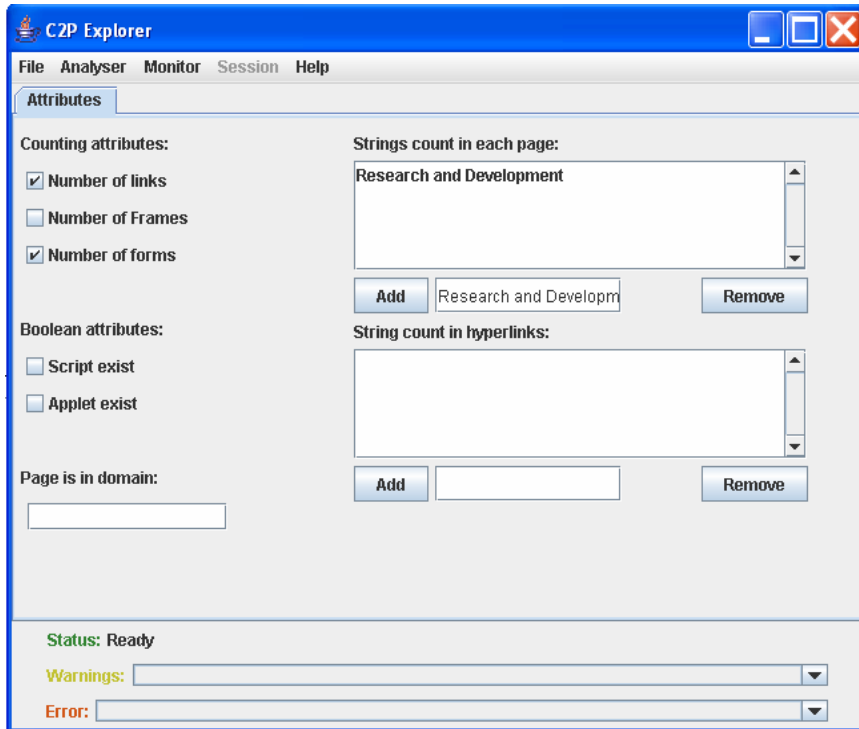 C2P Explorer
File Analyser Monitor Session Help
Attributes
Counting attributes:
Number of links
Number of Frames
Number of forms
Boolean attributes:
Script exist
Applet exist
Page is in domain:
Strings count in each page:
Research and Development
Add Research and Developm Remove
String count in hyperlinks:
Add Remove
Status: Ready
Warnings:
Error: